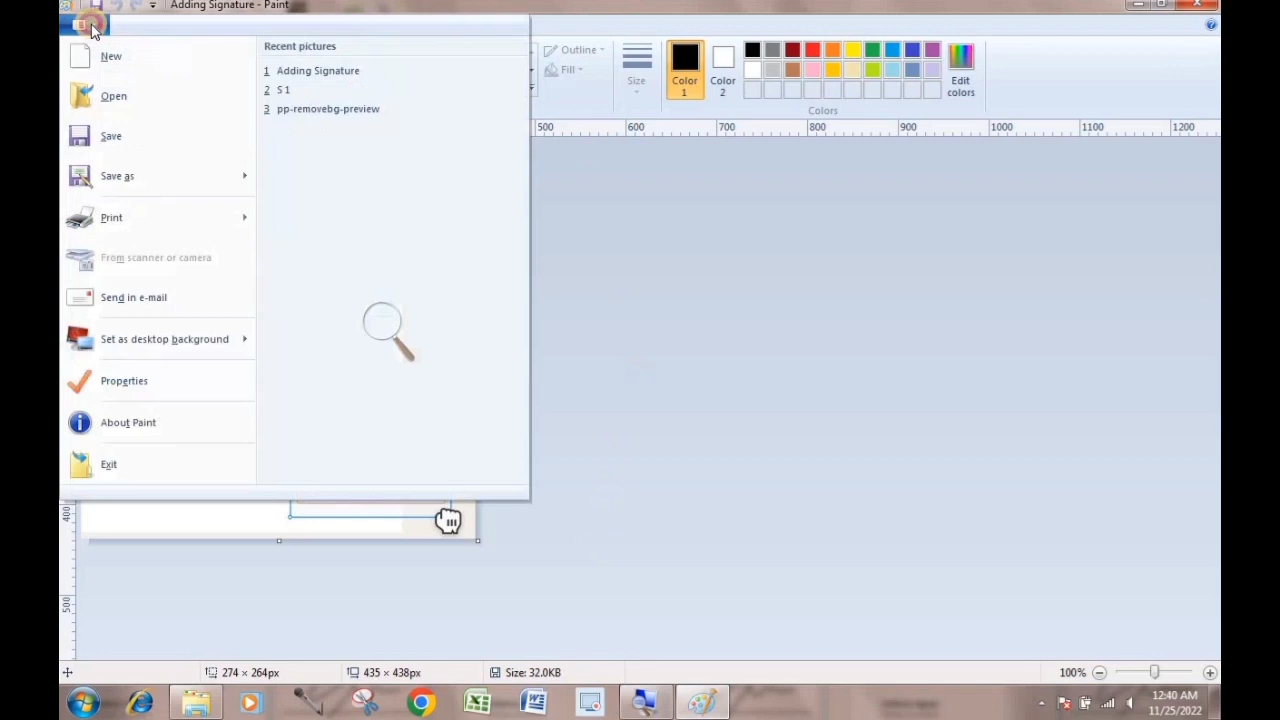 Adding Signature - Paint
New
Open
Save
Save as
Print
From scanner or camera
Send in e-mail
Set as desktop background
Properties
About Paint
Exit
Recent pictures
1 Adding Signature
2 S 1
3 pp-removebg-preview
Outline
Fill
Size
Color 1
Color 2
Edit colors
Colors
500 600 700 800 900 1000 1100 1200
400
500
274 × 264px
435 × 438px
Size: 32.0KB
100%
12:40 AM
11/25/2022